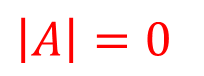 |A| = 0